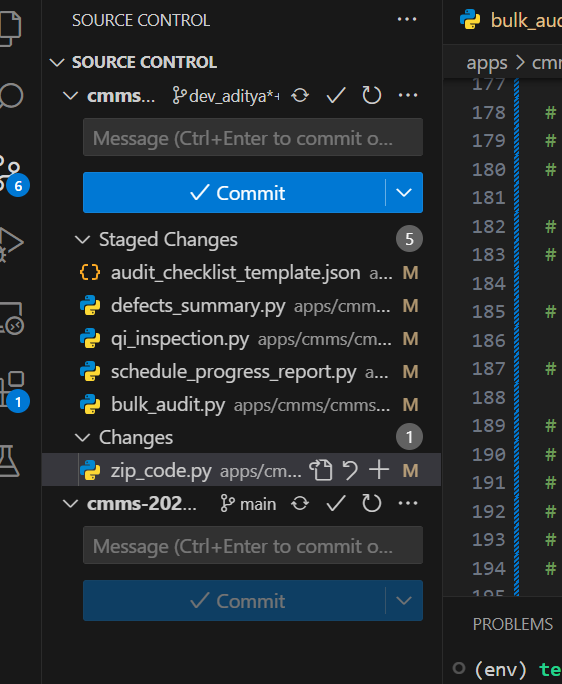 SOURCE CONTROL ...
bulk_auc
SOURCE CONTROL
apps > cmr
cmms... dev_aditya*+ ...
Message (Ctrl+Enter to commit o...
Commit
Staged Changes 5
audit_checklist_template.json a... M
defects_summary.py apps/cmm... M
qi_inspection.py apps/cmms/cm... M
schedule_progress_report.py a... M
bulk_audit.py apps/cmms/cmms... M
Changes 1
zip_code.py apps/cm... M
cmms-202... main ...
Message (Ctrl+Enter to commit o...
Commit
6
1
177
178 #
179 #
180 #
181
182 #
183 #
184
185 #
186
187 #
188
189 #
190 #
191 #
192 #
193 #
194 #
195
PROBLEMS
(env) te